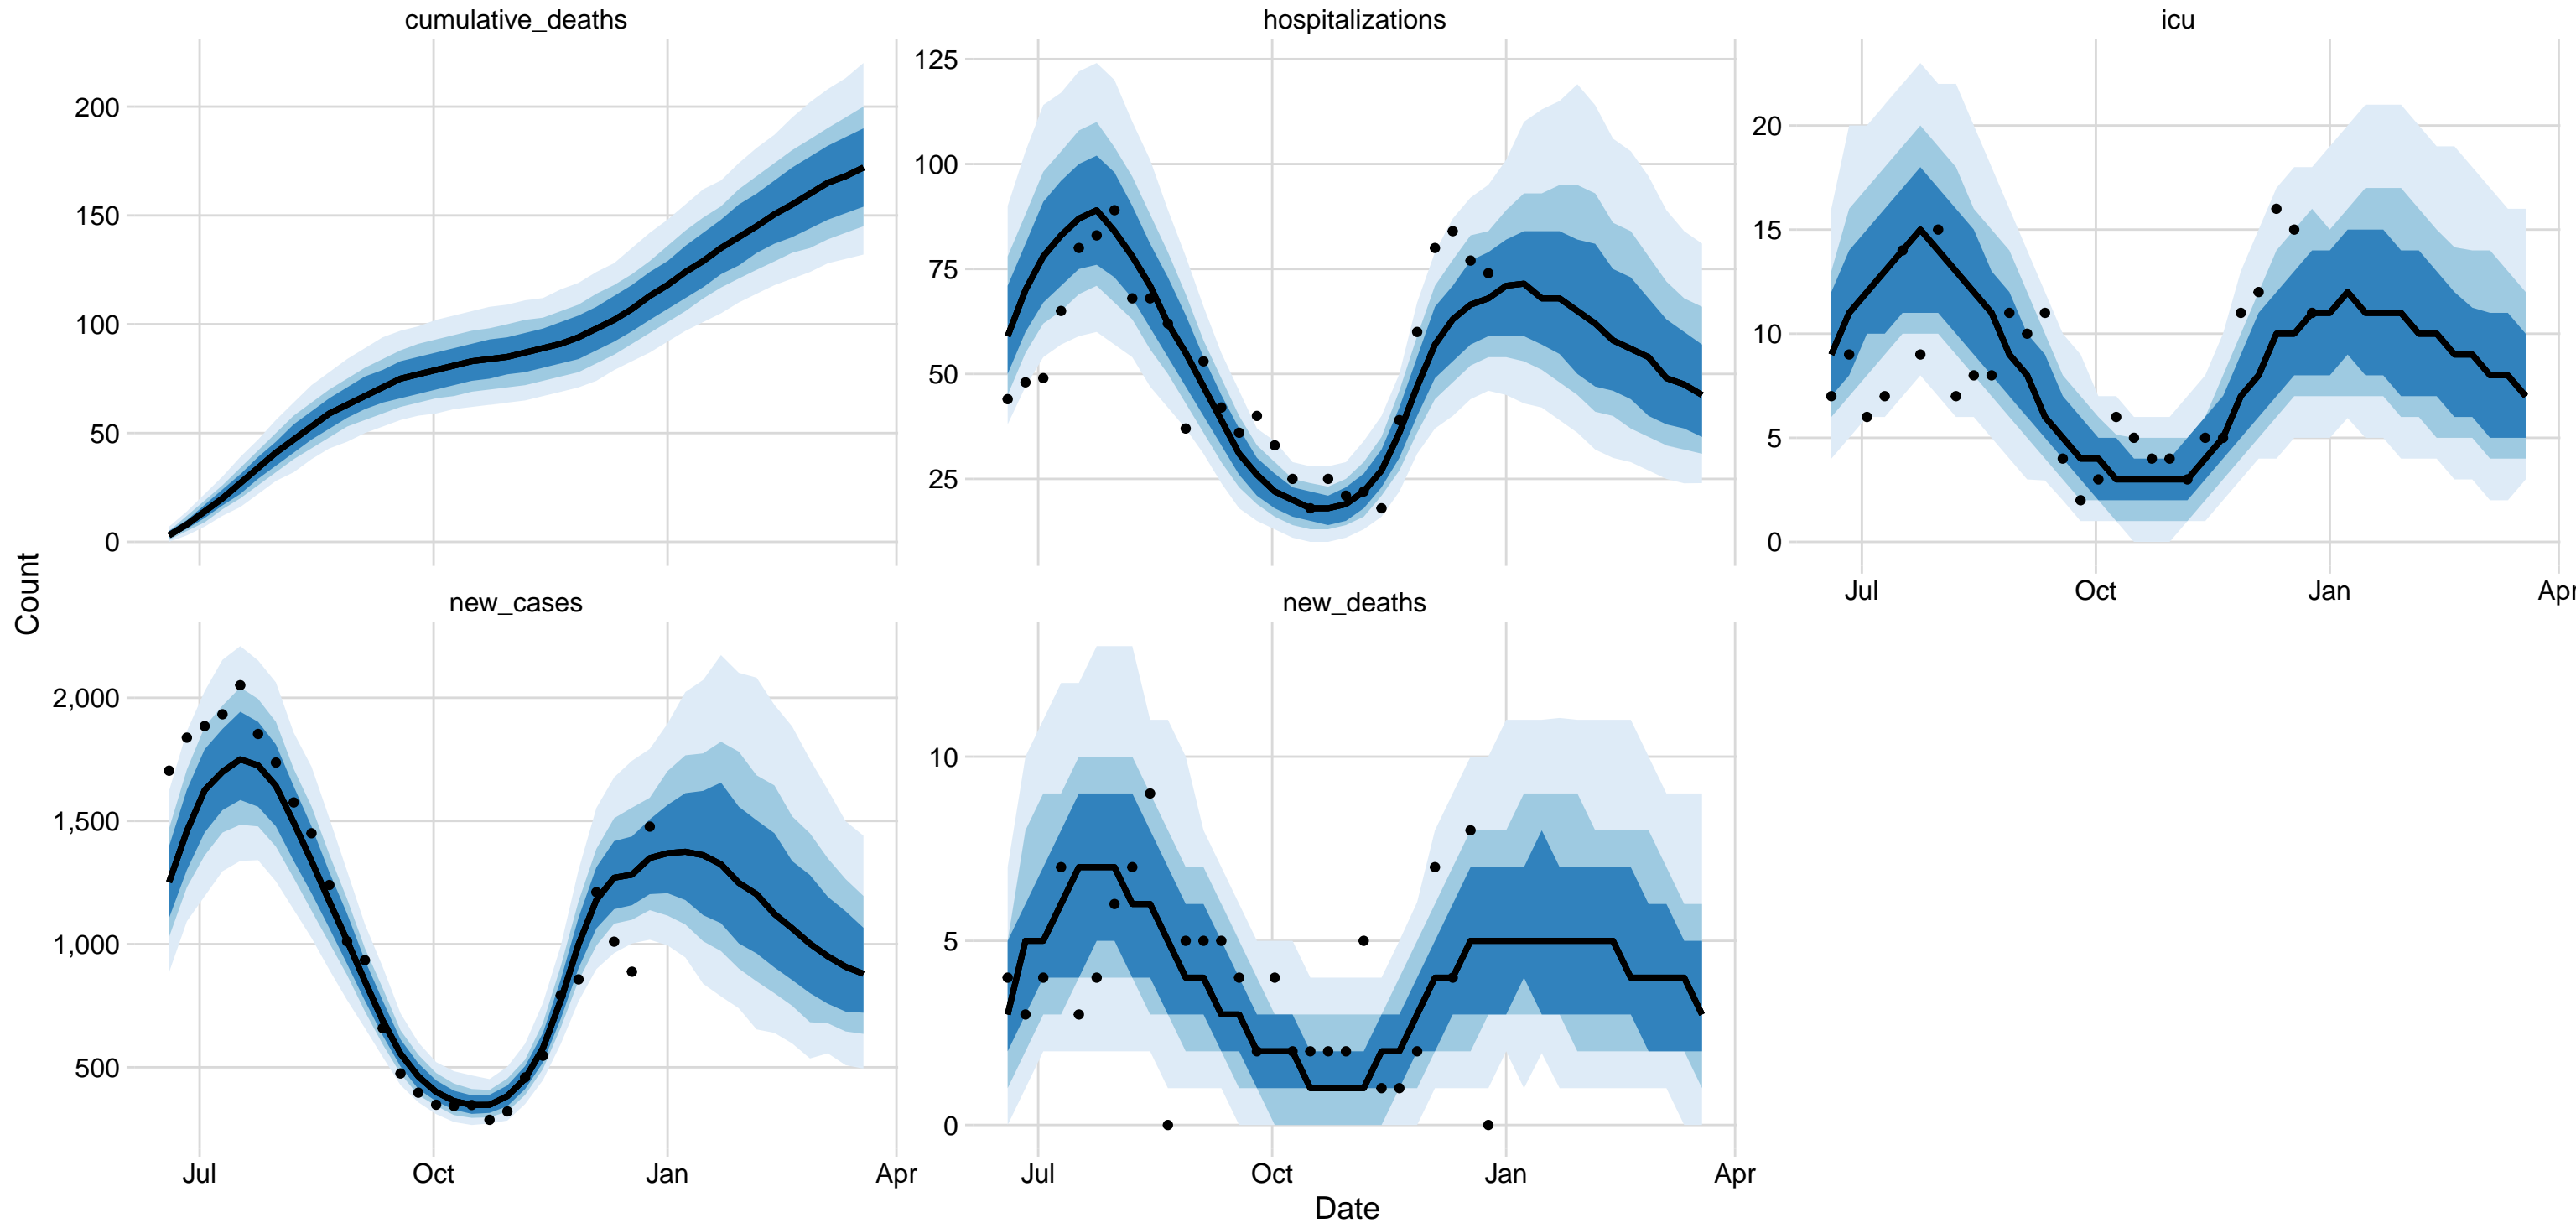 cumulative_deaths
200
150
100
50
0
hospitalizations
125
100
75
50
25
icu
20
15
10
5
0
Jul Oct Jan Apr
Count
new_cases
2,000
1,500
1,000
500
Jul Oct Jan Apr
new_deaths
10
5
0
Jul Oct Jan Apr
Date